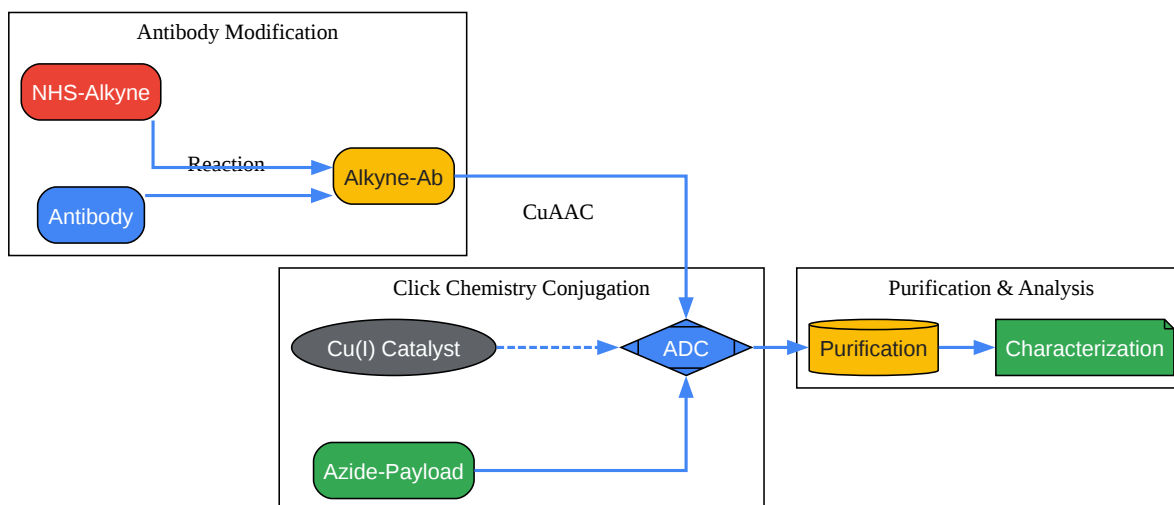 Antibody Modification
NHS-Alkyne
Reaction
Alkyne-Ab
Antibody
CuAAC
Click Chemistry Conjugation
Cu(I) Catalyst
ADC
Azide-Payload
Purification & Analysis
Purification
Characterization